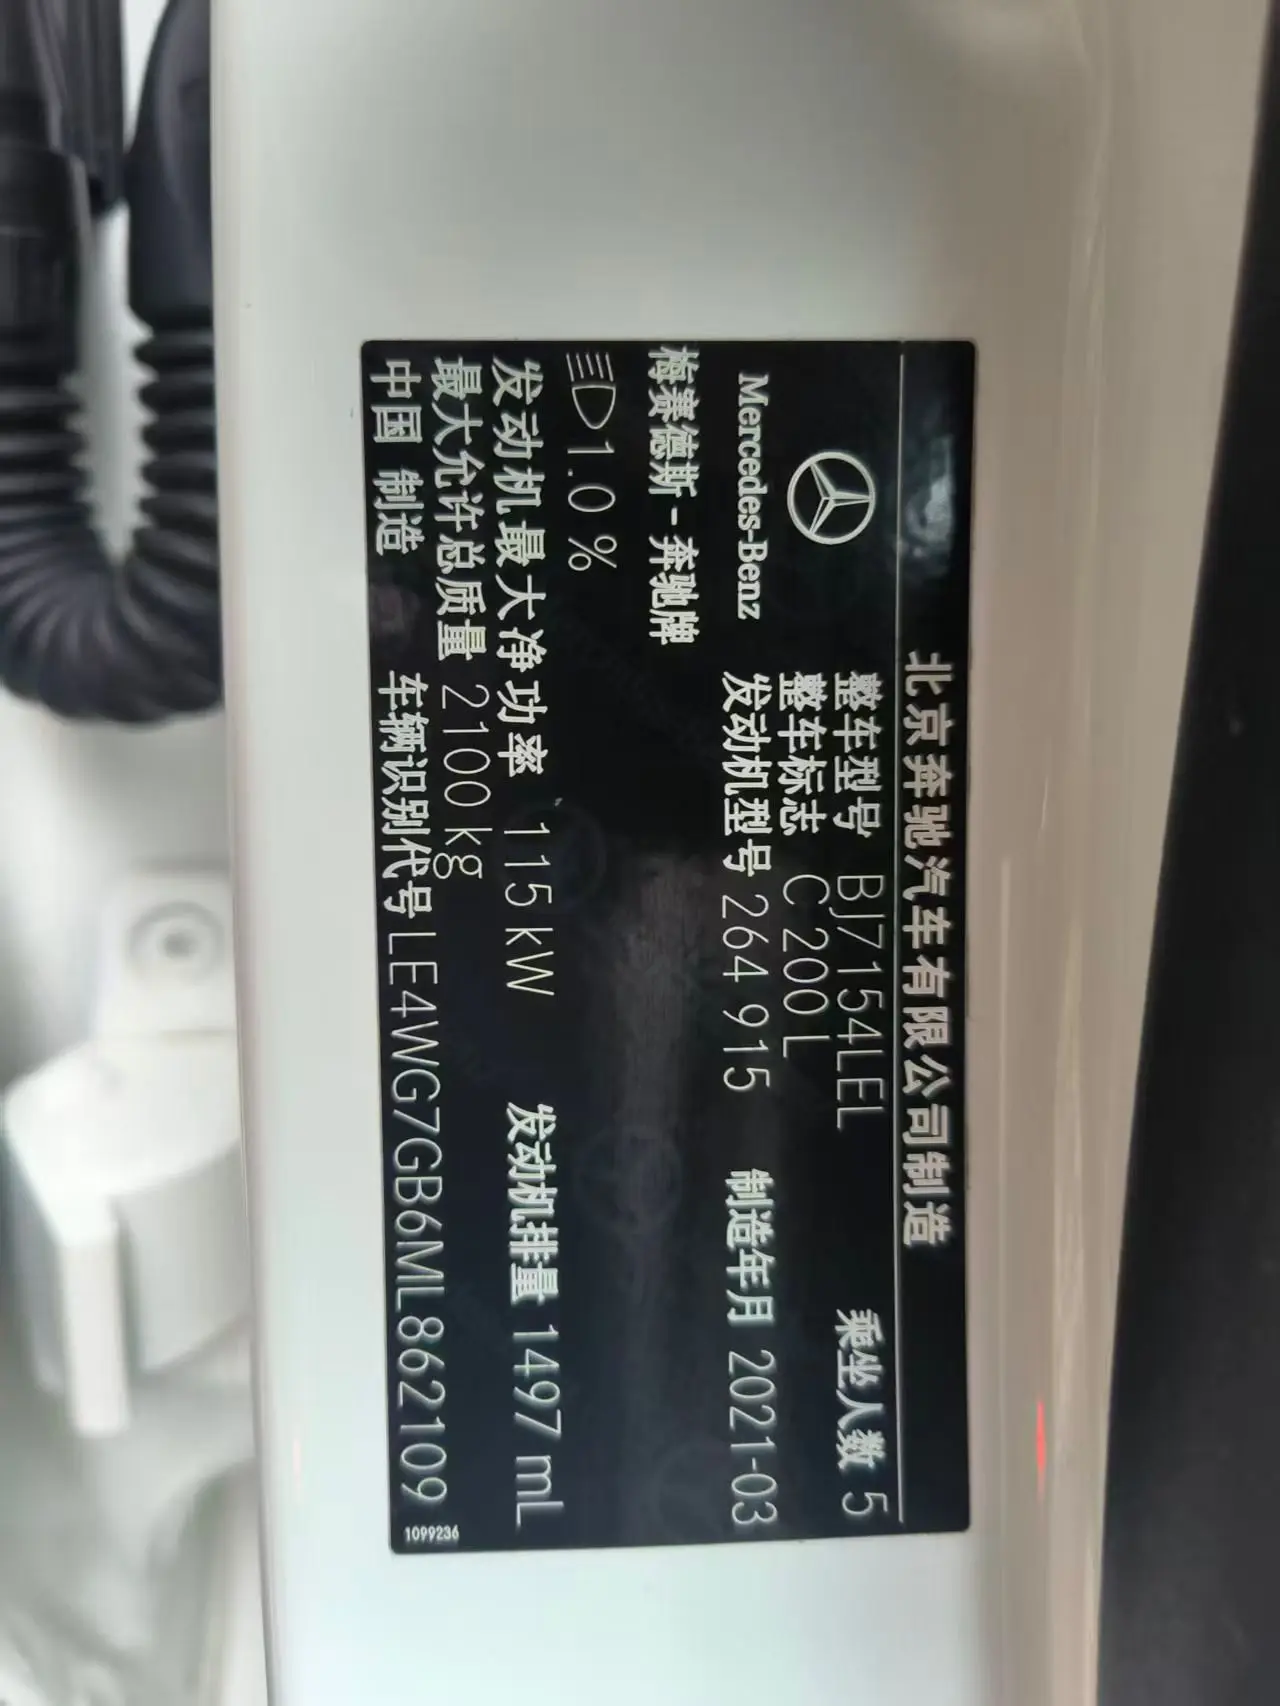 北京奔驰汽车有限公司制造
Mercedes-Benz
整车型号 BJ7154LEL 乘坐人数 5
整车标志 C 200 L
发动机型号 264 915 制造年月 2021-03
梅赛德斯-奔驰牌
1.0 %
发动机最大净功率 115 kW 发动机排量 1497 mL
最大允许总质量 2100 kg
中国 制造 车辆识别代号 LE4WG7GB6ML862109
1099236